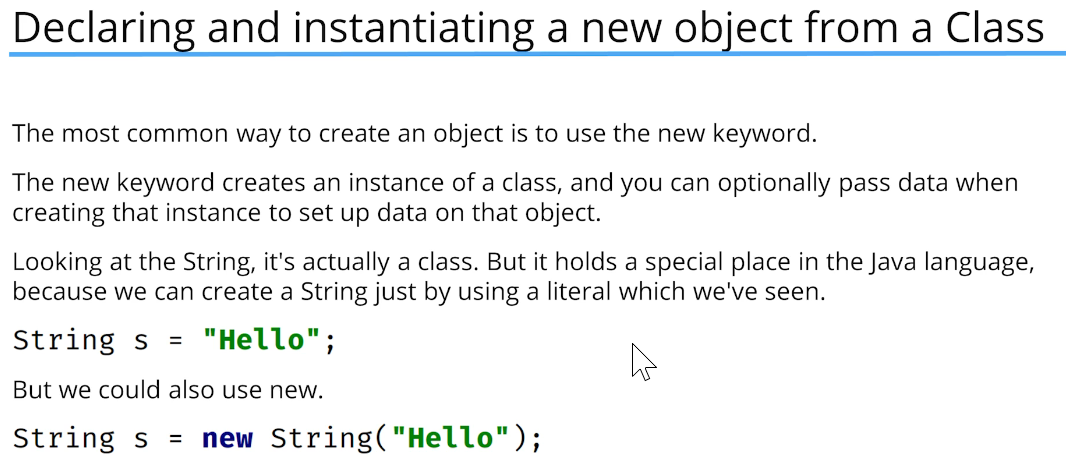 Declaring and instantiating a new object from a Class
The most common way to create an object is to use the new keyword.
The new keyword creates an instance of a class, and you can optionally pass data when
creating that instance to set up data on that object.
Looking at the String, it's actually a class. But it holds a special place in the Java language,
because we can create a String just by using a literal which we've seen.
String s = "Hello";
But we could also use new.
String s = new String("Hello");